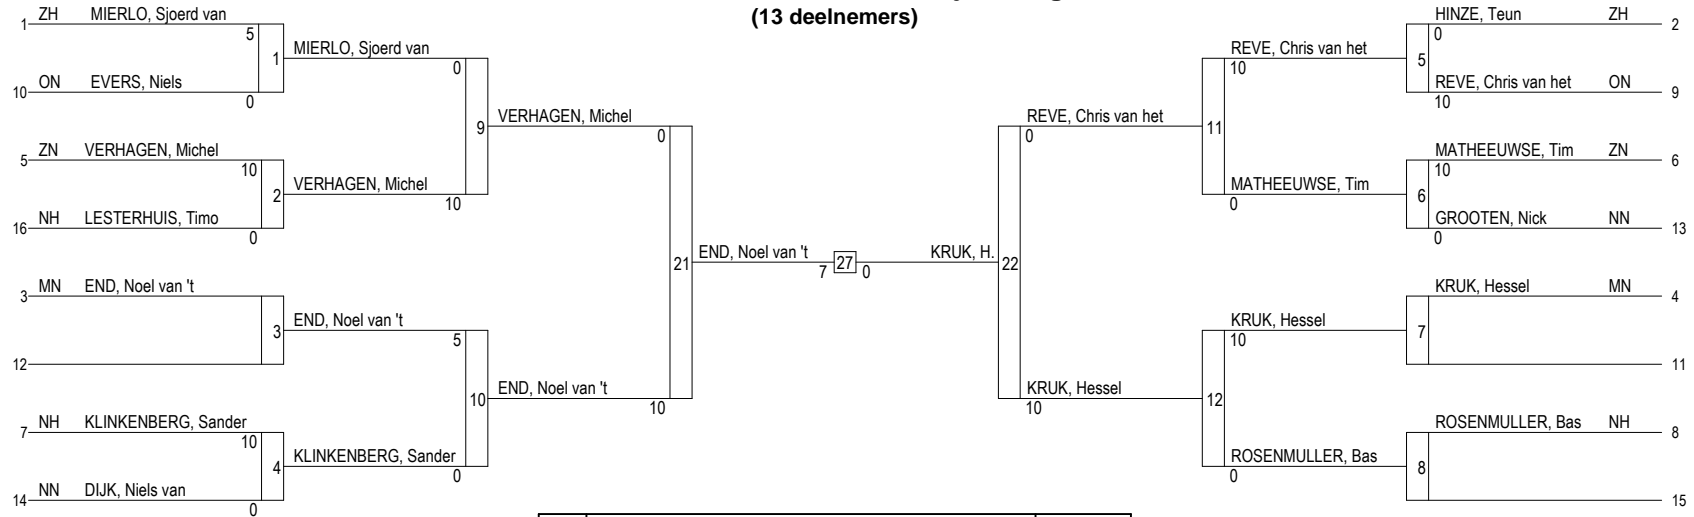 (13 deelnemers)
1 ZH MIERLO, Sjoerd van
5
1
10 ON EVERS, Niels
0
MIERLO, Sjoerd van
0
5 ZN VERHAGEN, Michel
10
2
16 NH LESTERHUIS, Timo
0
VERHAGEN, Michel
10
9
VERHAGEN, Michel
0
3 MN END, Noel van 't
3
12
END, Noel van 't
5
7 NH KLINKENBERG, Sander
10
4
14 NN DIJK, Niels van
0
KLINKENBERG, Sander
0
10
END, Noel van 't
10
21
END, Noel van 't
7 27 0
KRUK, H.
22
REVE, Chris van het
0
11
REVE, Chris van het
10
HINZE, Teun ZH 2
0
5
REVE, Chris van het ON 9
10
MATHEEUWSE, Tim
0
MATHEEUWSE, Tim ZN 6
10
6
GROOTEN, Nick NN 13
0
KRUK, Hessel
10
12
KRUK, Hessel
10
KRUK, Hessel MN 4
7
11
ROSENMULLER, Bas
0
ROSENMULLER, Bas NH 8
8
15